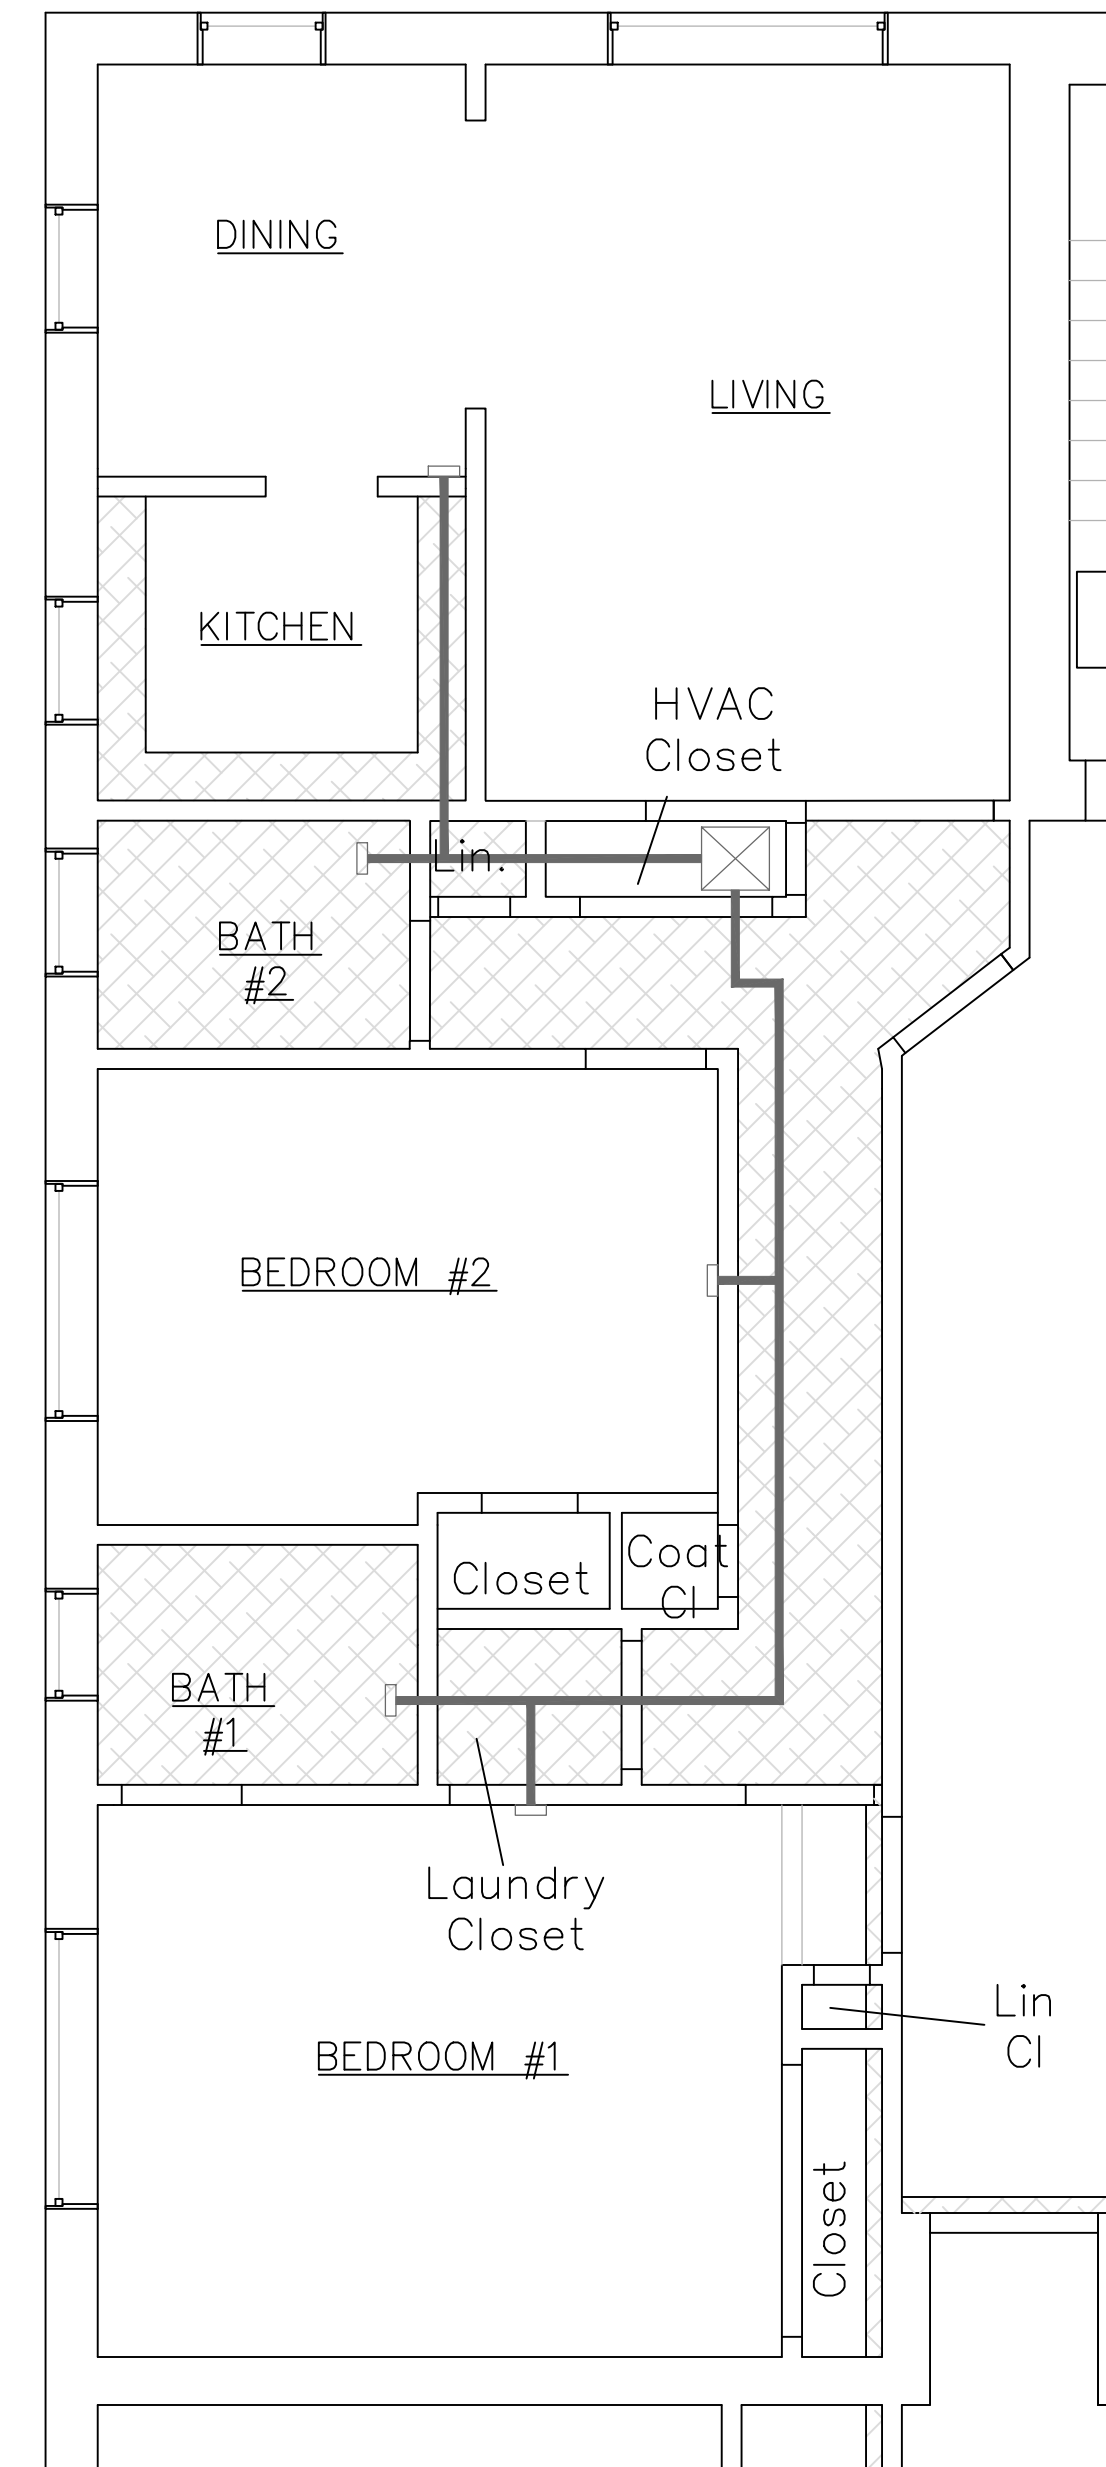 DINING
LIVING
KITCHEN
HVAC
Closet
Lin.
BATH
#2
BEDROOM #2
Closet
Coat
Cl
BATH
#1
Laundry
Closet
BEDROOM #1
Lin
Cl
Closet